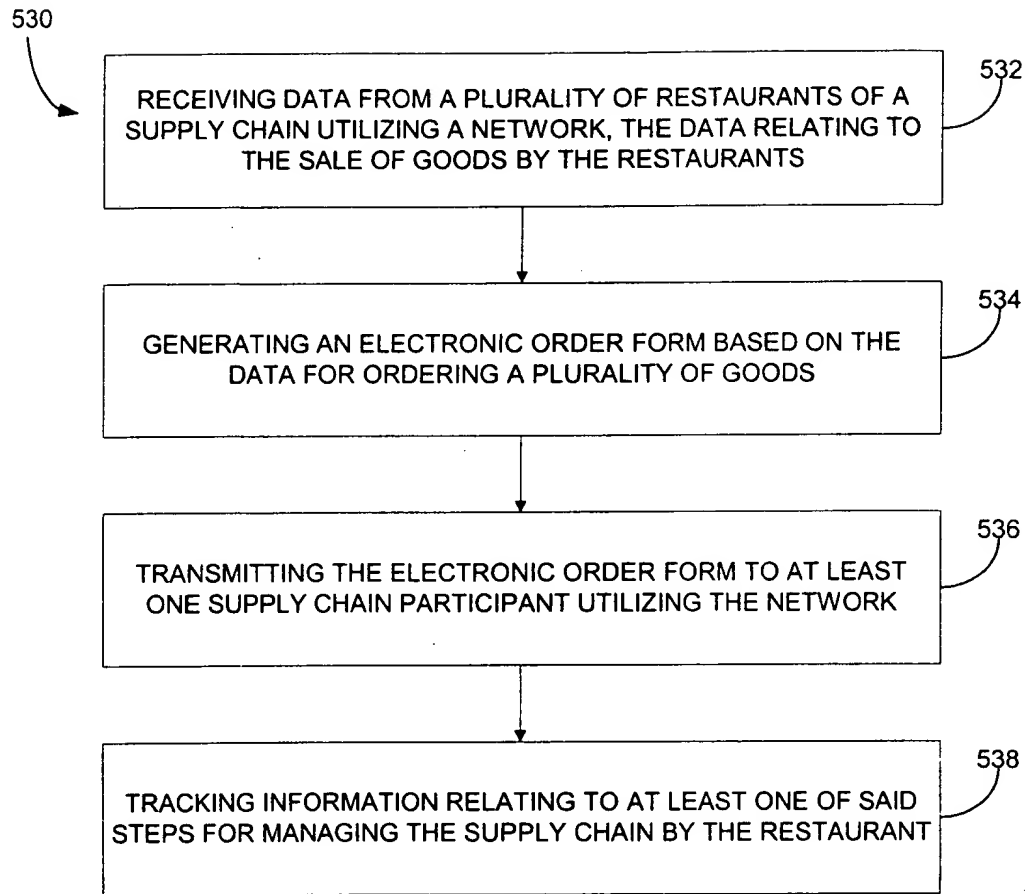 530
532
RECEIVING DATA FROM A PLURALITY OF RESTAURANTS OF A
SUPPLY CHAIN UTILIZING A NETWORK, THE DATA RELATING TO
THE SALE OF GOODS BY THE RESTAURANTS
534
GENERATING AN ELECTRONIC ORDER FORM BASED ON THE
DATA FOR ORDERING A PLURALITY OF GOODS
536
TRANSMITTING THE ELECTRONIC ORDER FORM TO AT LEAST
ONE SUPPLY CHAIN PARTICIPANT UTILIZING THE NETWORK
538
TRACKING INFORMATION RELATING TO AT LEAST ONE OF SAID
STEPS FOR MANAGING THE SUPPLY CHAIN BY THE RESTAURANT